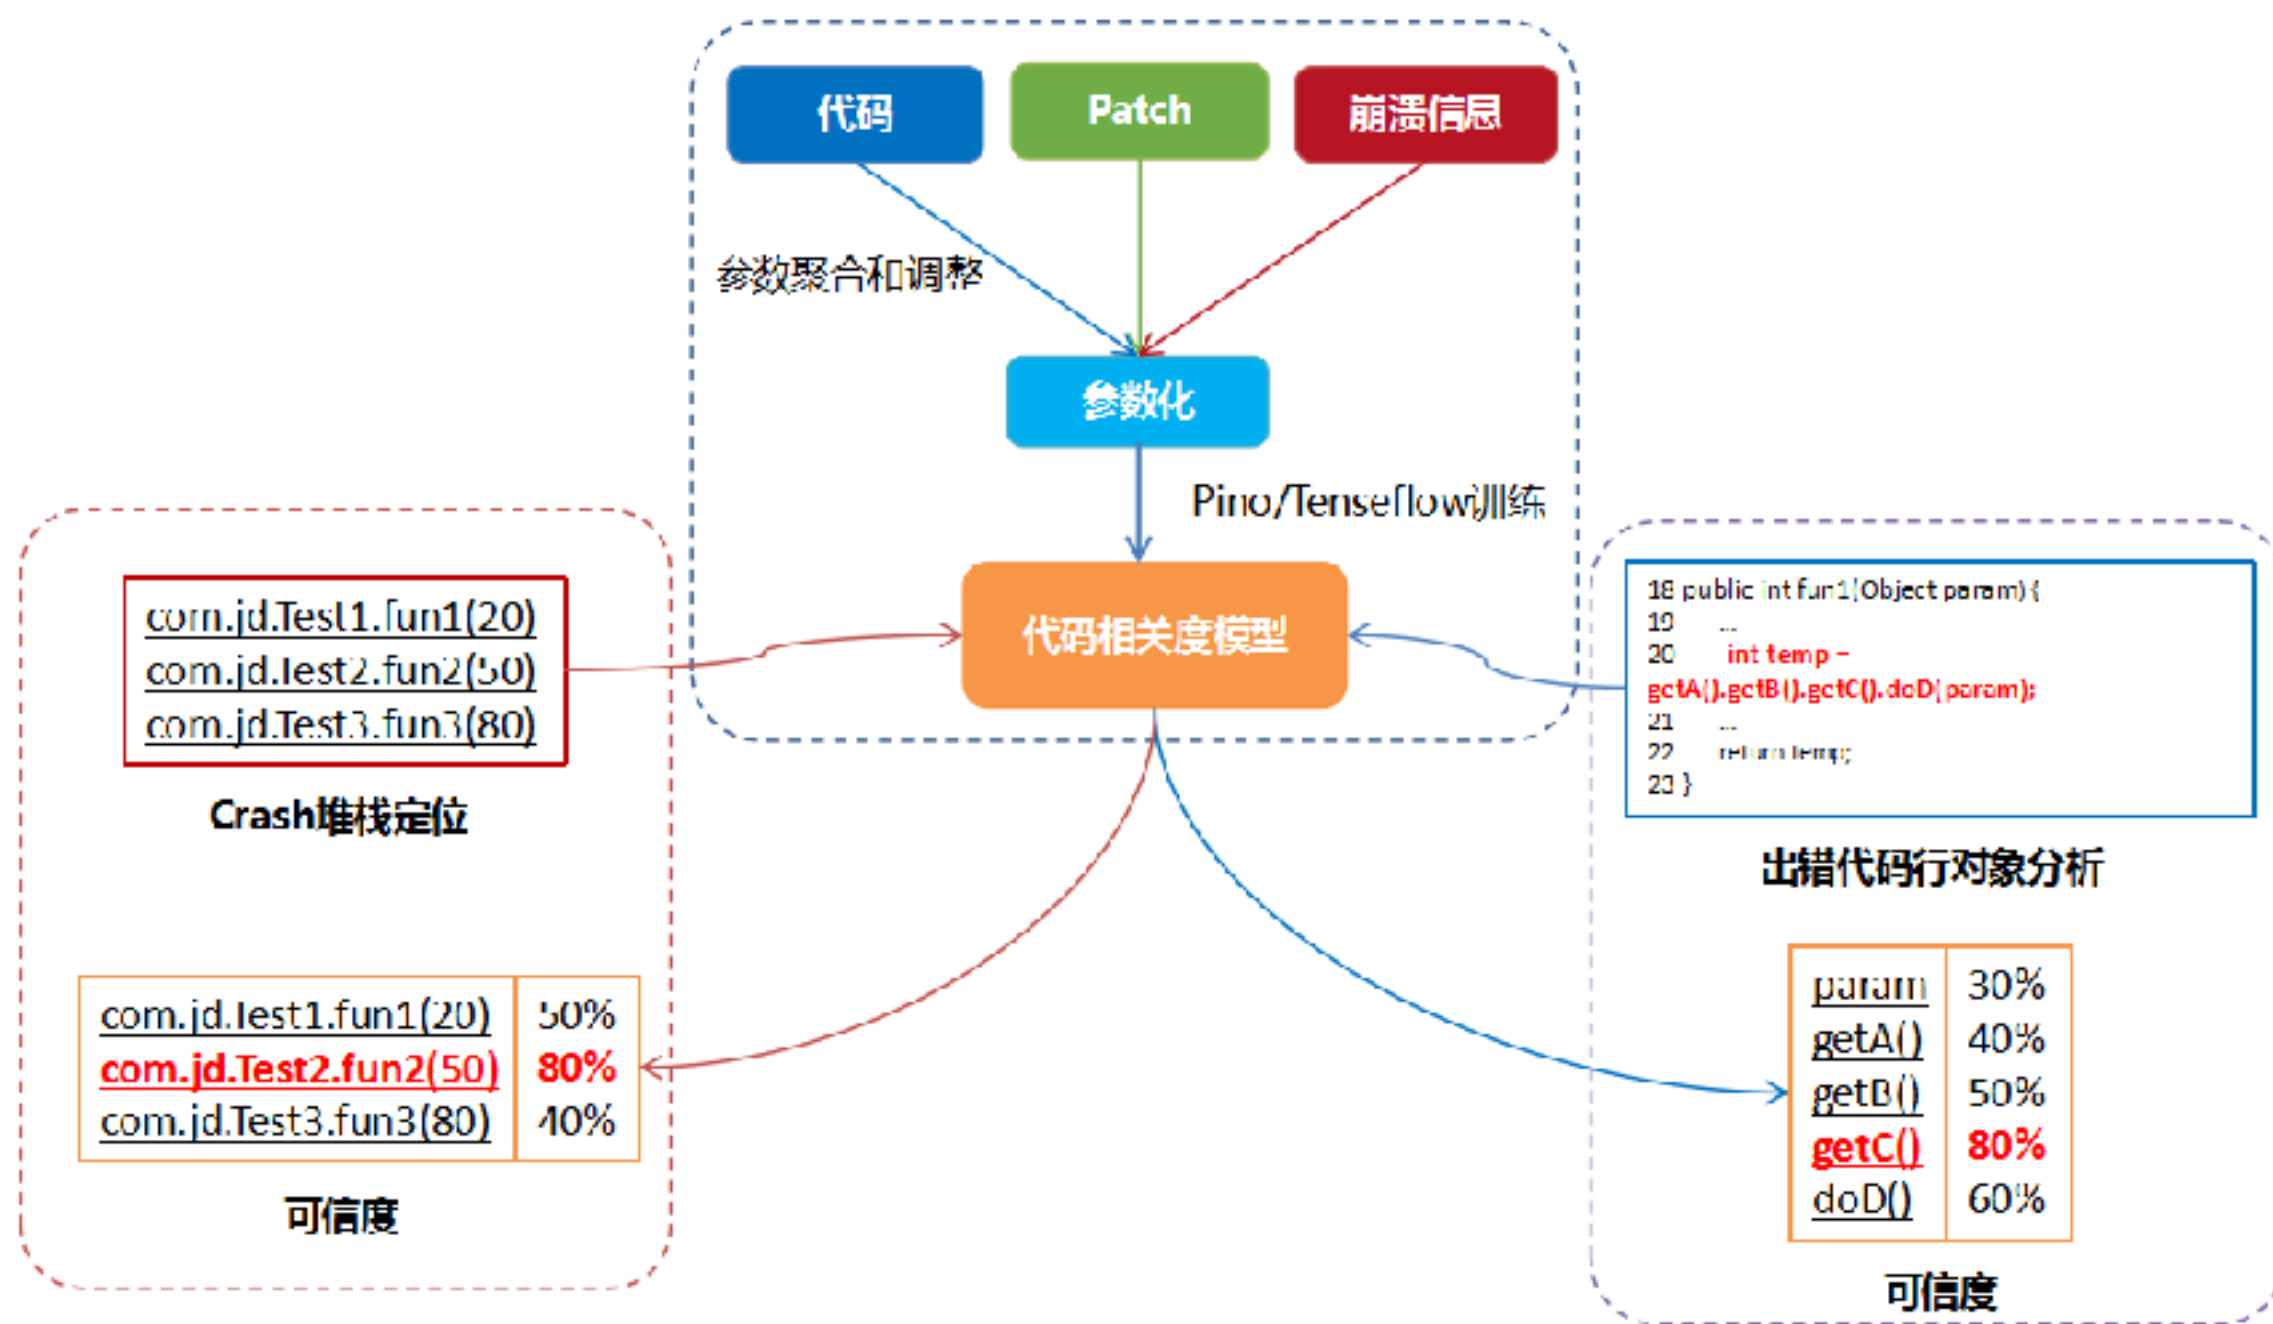 代码
Patch
崩溃信息
参数聚合和调整
参数化
Pino/Tenseflow训练
代码相关度模型
com.jd.Test1.fun1(20)
com.jd.Test2.fun2(50)
com.jd.Test3.fun3(80)
Crash堆栈定位
com.jd.Test1.fun1(20) 50%
com.jd.Test2.fun2(50) 80%
com.jd.Test3.fun3(80) 40%
可信度
18 public int fun1(Object param) {
19 ...
20 int temp =
getA().getB().getC().doD(param);
21 ...
22 return temp;
23 }
出错代码行对象分析
param 30%
getA() 40%
getB() 50%
getC() 80%
doD() 60%
可信度